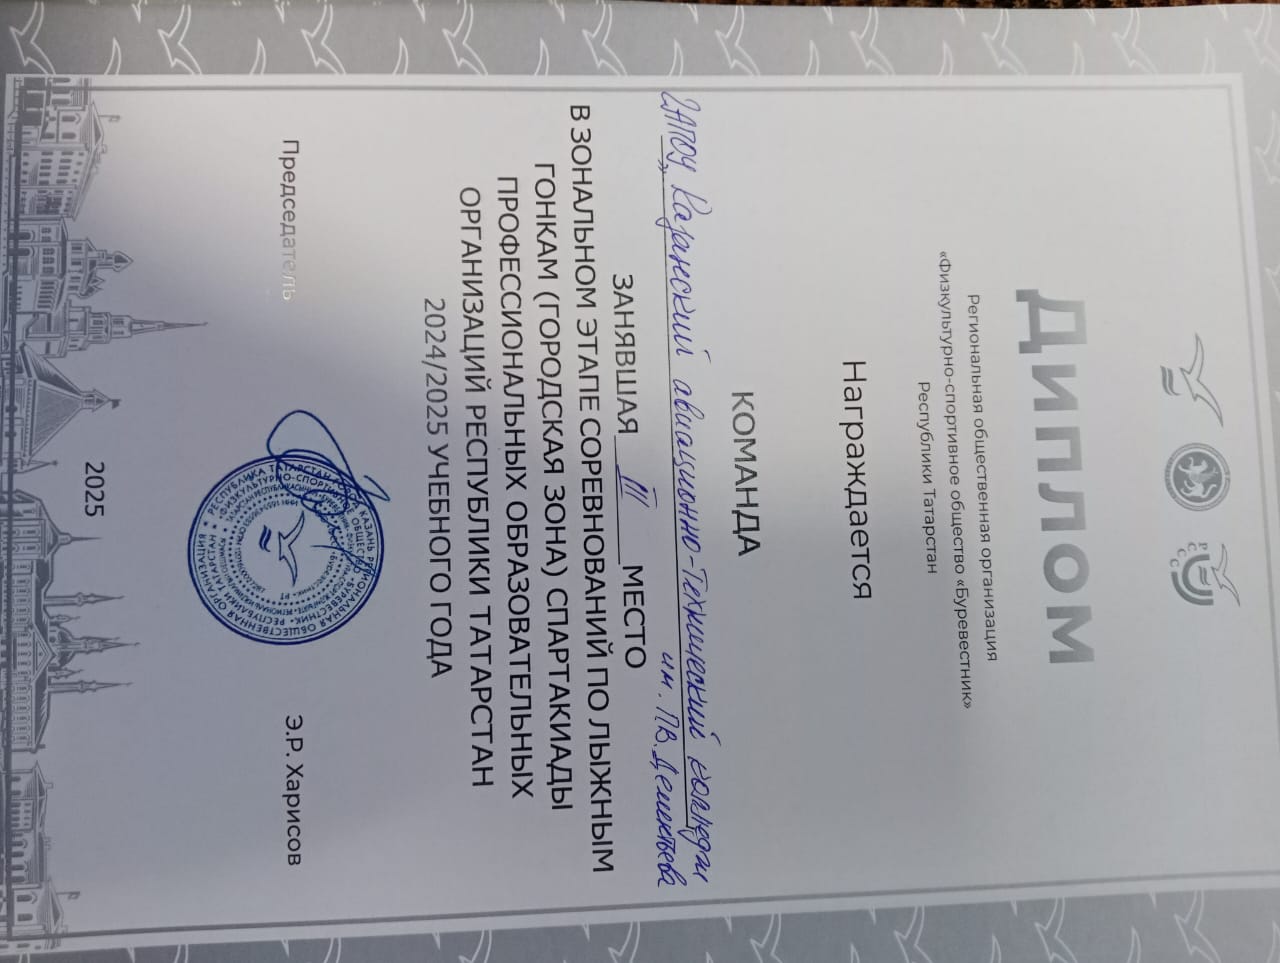 ДИПЛОМ
Региональная общественная организация
«Физкультурно-спортивное общество «Буревестник»
Республики Татарстан
Награждается
КОМАНДА
ГАПОУ „Казанский авиационно-технический колледж
им. П.В. Дементьева
ЗАНЯВШАЯ III МЕСТО
В ЗОНАЛЬНОМ ЭТАПЕ СОРЕВНОВАНИЙ ПО ЛЫЖНЫМ
ГОНКАМ (ГОРОДСКАЯ ЗОНА) СПАРТАКИАДЫ
ПРОФЕССИОНАЛЬНЫХ ОБРАЗОВАТЕЛЬНЫХ
ОРГАНИЗАЦИЙ РЕСПУБЛИКИ ТАТАРСТАН
2024/2025 УЧЕБНОГО ГОДА
Председатель Э.Р. Харисов
2025